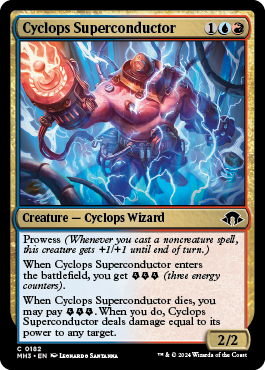 Cyclops Superconductor 1
Creature — Cyclops Wizard
Prowess (Whenever you cast a noncreature spell,
this creature gets +1/+1 until end of turn.)
When Cyclops Superconductor enters
the battlefield, you get (three energy
counters).
When Cyclops Superconductor dies, you
may pay . When you do, Cyclops
Superconductor deals damage equal to
its power to any target.
2/2
C 0182
MH3 • EN Leonardo Santanna
™ & © 2024 Wizards of the Coast